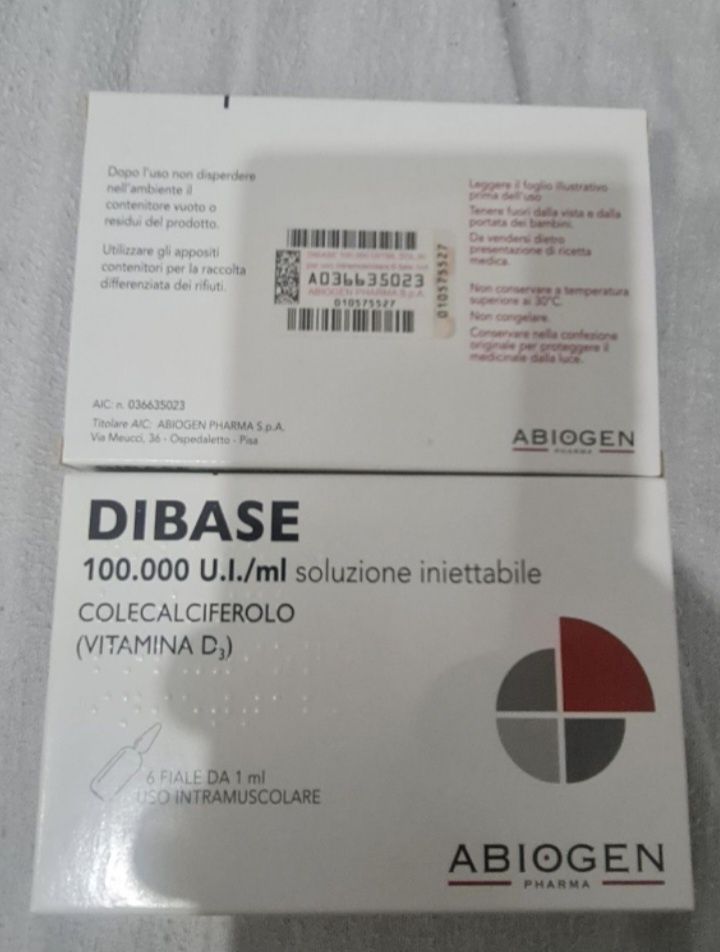 Dopo l'uso non disperdere
nell'ambiente il
contenitore vuoto o
residui del prodotto.
Utilizzare gli appositi
contenitori per la raccolta
differenziata dei rifiuti.
AIC: n. 036635023
Titolare AIC: ABIOGEN PHARMA S.p.A.
Via Meucci, 36 - Ospedaletto - Pisa
DIBASE 100.000
A036635023
ABIOGEN PHARMA S.p.A.
010575527
010575527
Leggere il foglio illustrativo
prima dell'uso
Tenere fuori dalla vista e dalla
portata dei bambini.
Da vendersi dietro
presentazione di ricetta
medica.
Non conservare a temperatura
superiore ai 30°C.
Non congelare.
Conservare nella confezione
originale per proteggere il
medicinale dalla luce.
ABIOGEN
PHARMA
DIBASE
100.000 U.I./ml soluzione iniettabile
COLECALCIFEROLO
(VITAMINA D₃)
6 FIALE DA 1 ml
USO INTRAMUSCOLARE
ABIOGEN
PHARMA